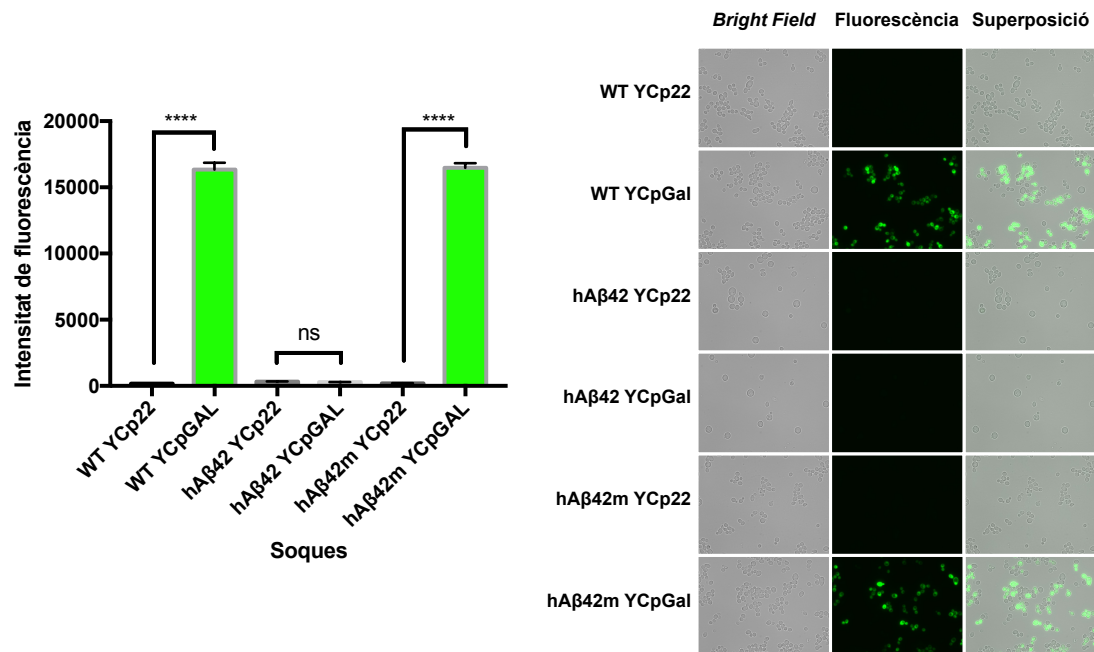 Intensitat de fluorescència
20000
15000
10000
5000
0
****
ns
****
WT YCp22
WT YCpGAL
hAβ42 YCp22
hAβ42 YCpGAL
hAβ42m YCp22
hAβ42m YCpGAL
Soques
Bright Field Fluorescència Superposició
WT YCp22
WT YCpGal
hAβ42 YCp22
hAβ42 YCpGal
hAβ42m YCp22
hAβ42m YCpGal